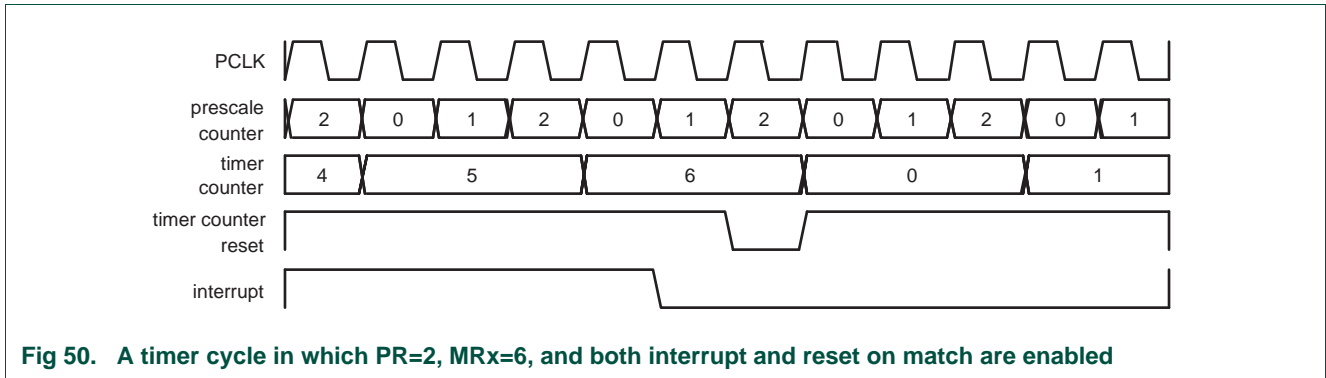 PCLK
prescale
counter
2 0 1 2 0 1 2 0 1 2 0 1
timer
counter
4 5 6 0 1
timer counter
reset
interrupt
Fig 50. A timer cycle in which PR=2, MRx=6, and both interrupt and reset on match are enabled